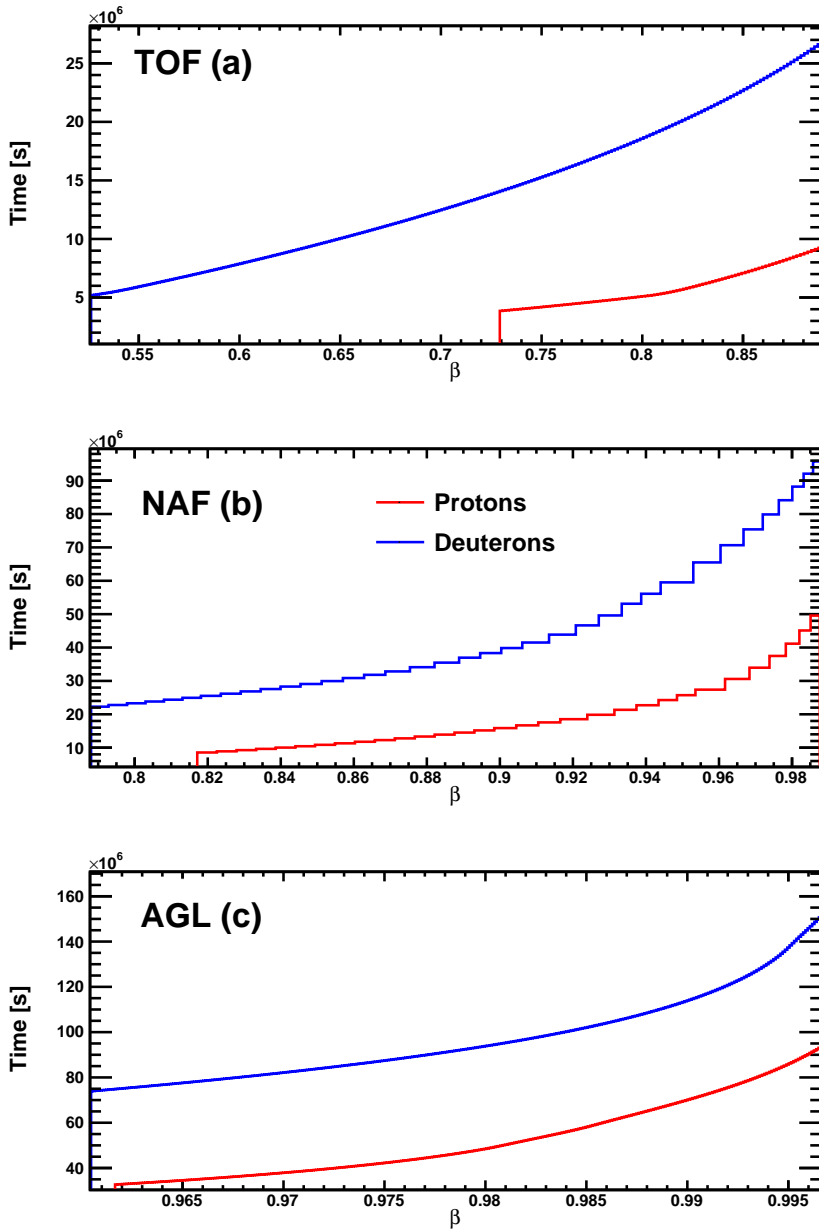 ×10⁶
TOF (a)
Time [s]
25
20
15
10
5
0.55 0.6 0.65 0.7 0.75 0.8 0.85
β
×10⁶
NAF (b)
Protons
Deuterons
Time [s]
90
80
70
60
50
40
30
20
10
0.8 0.82 0.84 0.86 0.88 0.9 0.92 0.94 0.96 0.98
β
×10⁶
AGL (c)
Time [s]
160
140
120
100
80
60
40
0.965 0.97 0.975 0.98 0.985 0.99 0.995
β